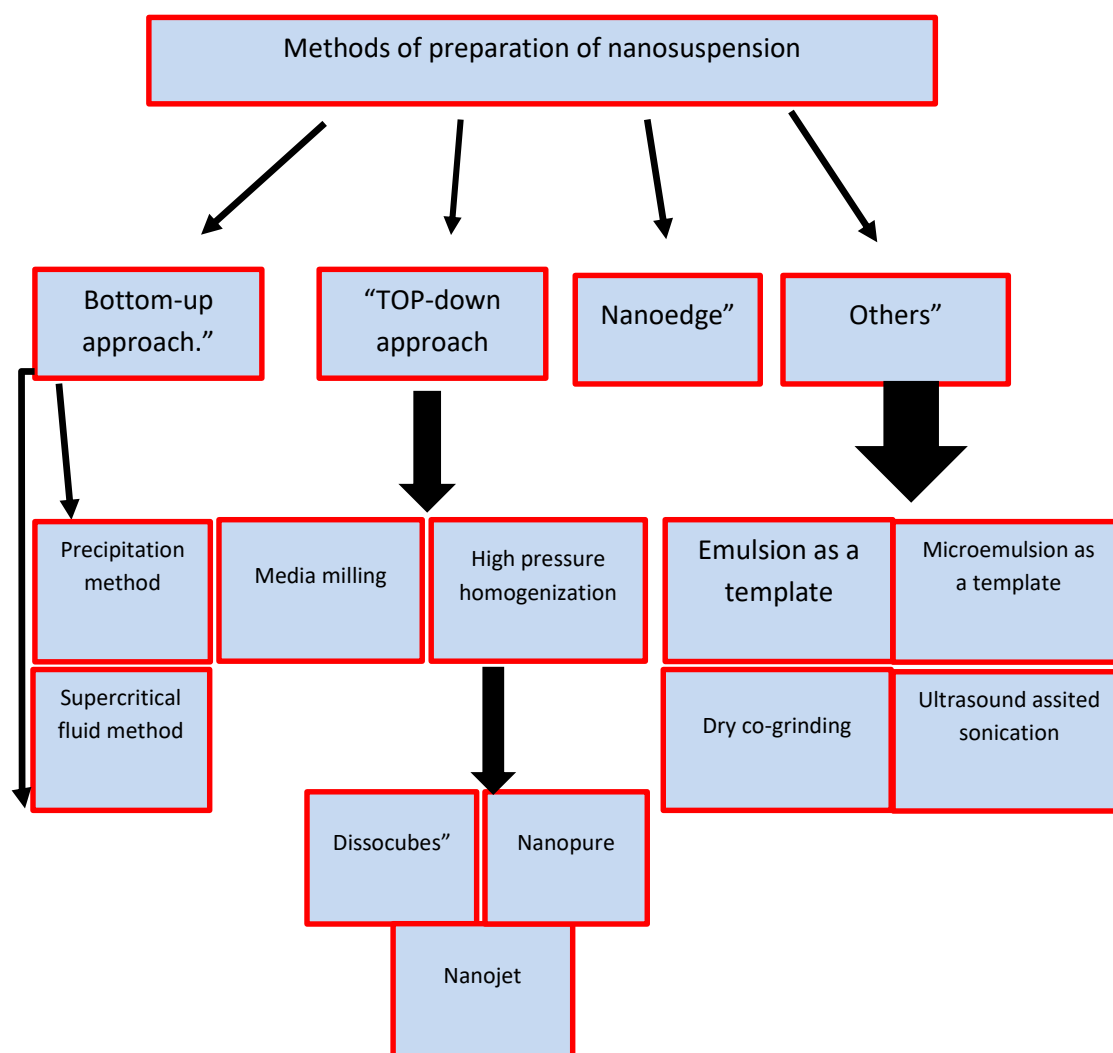 Methods of preparation of nanosuspension
Bottom-up
approach.”
“TOP-down
approach
Nanoedge”
Others”
Precipitation
method
Media milling
High pressure
homogenization
Emulsion as a
template
Microemulsion as
a template
Supercritical
fluid method
Dry co-grinding
Ultrasound assited
sonication
Dissocubes”
Nanopure
Nanojet